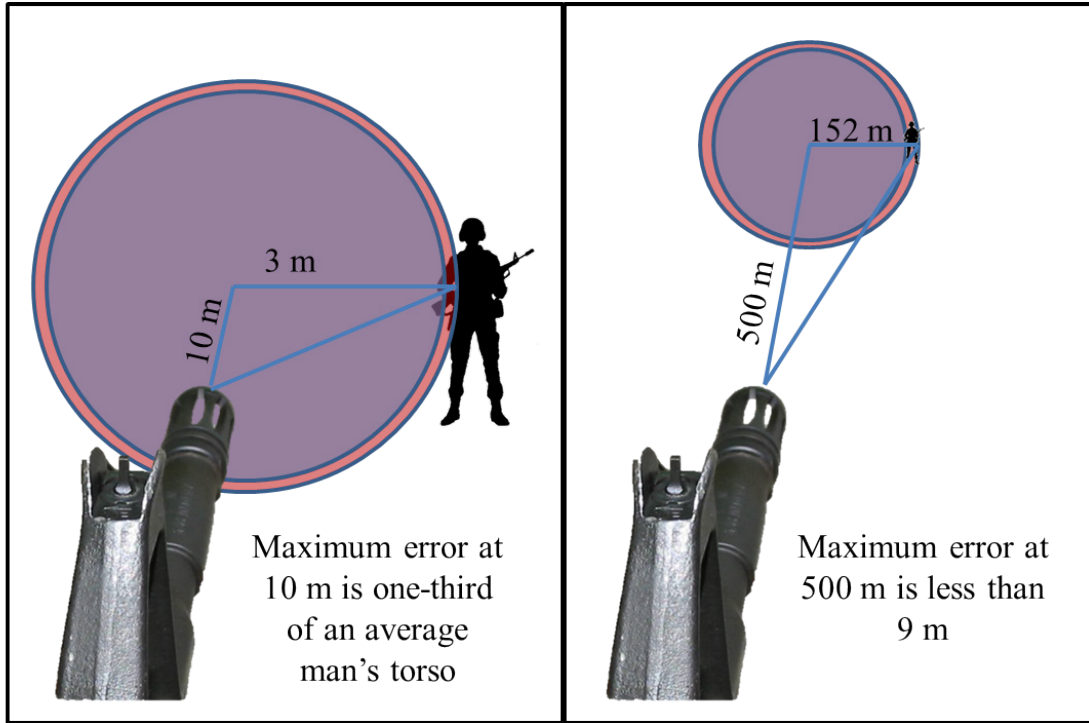 3 m
10 m
Maximum error at
10 m is one-third
of an average
man’s torso
152 m
500 m
Maximum error at
500 m is less than
9 m